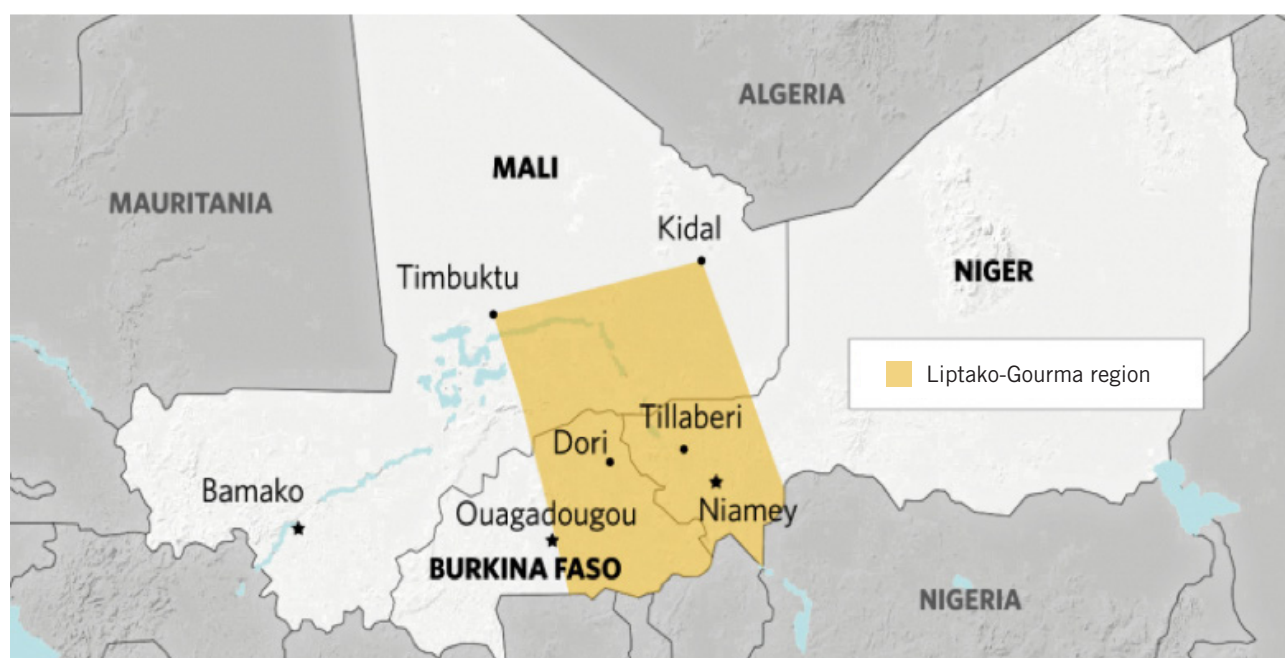 ALGERIA
MALI
MAURITANIA
Kidal
Timbuktu
NIGER
Liptako-Gourma region
Tillaberi
Dori
Bamako
Ouagadougou
Niamey
BURKINA FASO
NIGERIA